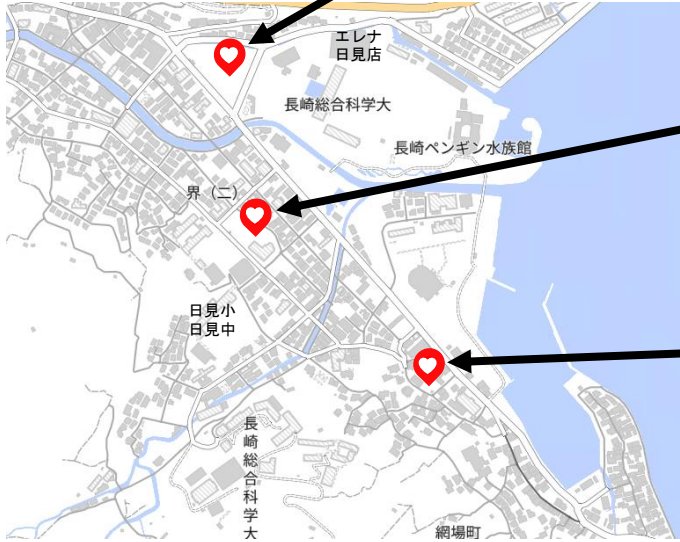 エレナ
日見店
長崎総合科学大
長崎ペンギン水族館
界（二）
日見小
日見中
長崎総合科学大
網場町